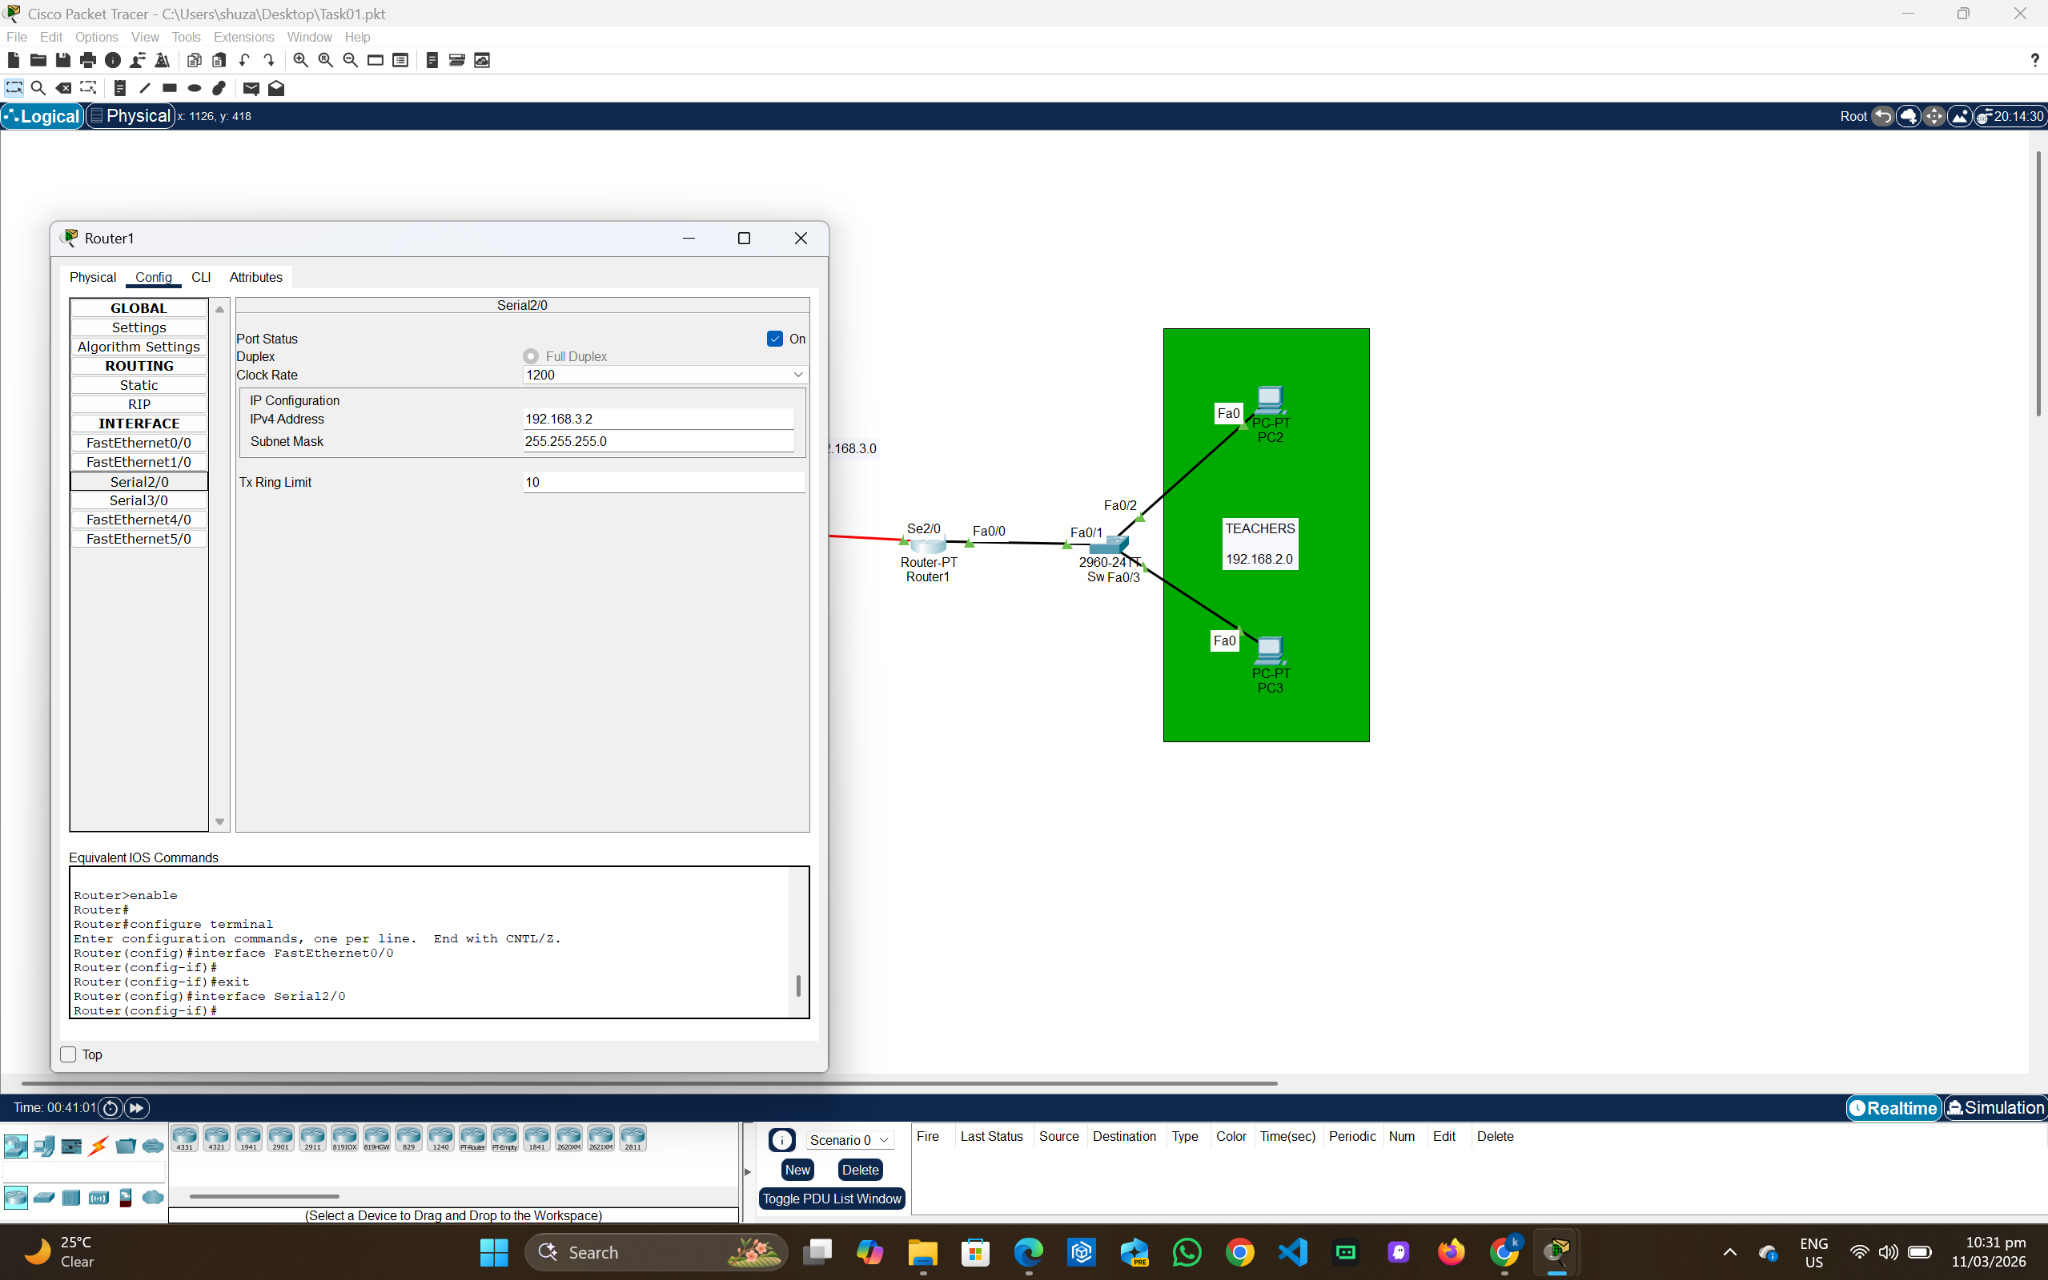 Cisco Packet Tracer - C:\Users\shuza\Desktop\Task01.pkt
File Edit Options View Tools Extensions Window Help
?
Logical Physical x: 1126, y: 418 Root 20:14:30
Router1
Physical Config CLI Attributes
GLOBAL
Settings
Algorithm Settings
ROUTING
Static
RIP
INTERFACE
FastEthernet0/0
FastEthernet1/0
Serial2/0
Serial3/0
FastEthernet4/0
FastEthernet5/0
Serial2/0
Port Status On
Duplex Full Duplex
Clock Rate 1200
IP Configuration
IPv4 Address 192.168.3.2
Subnet Mask 255.255.255.0
Tx Ring Limit 10
Equivalent IOS Commands
Router>enable
Router#
Router#configure terminal
Enter configuration commands, one per line. End with CNTL/Z.
Router(config)#interface FastEthernet0/0
Router(config-if)#
Router(config-if)#exit
Router(config)#interface Serial2/0
Router(config-if)#
Top
.168.3.0
Se2/0
Fa0/0
Router-PT
Router1
Fa0/1
Fa0/2
2960-24TT
Sw Fa0/3
Fa0
PC-PT
PC2
TEACHERS
192.168.2.0
Fa0
PC-PT
PC3
Time: 00:41:01 Realtime Simulation
4331 4321 1941 2901 2911 819IOX 819HGW 829 1240 PT-Router PT-Empty 1841 2620XM 2621XM 2811
(Select a Device to Drag and Drop to the Workspace)
Scenario 0
New Delete
Toggle PDU List Window
Fire Last Status Source Destination Type Color Time(sec) Periodic Num Edit Delete
25°C
Clear
Search
PRE
k
ENG
US
10:31 pm
11/03/2026